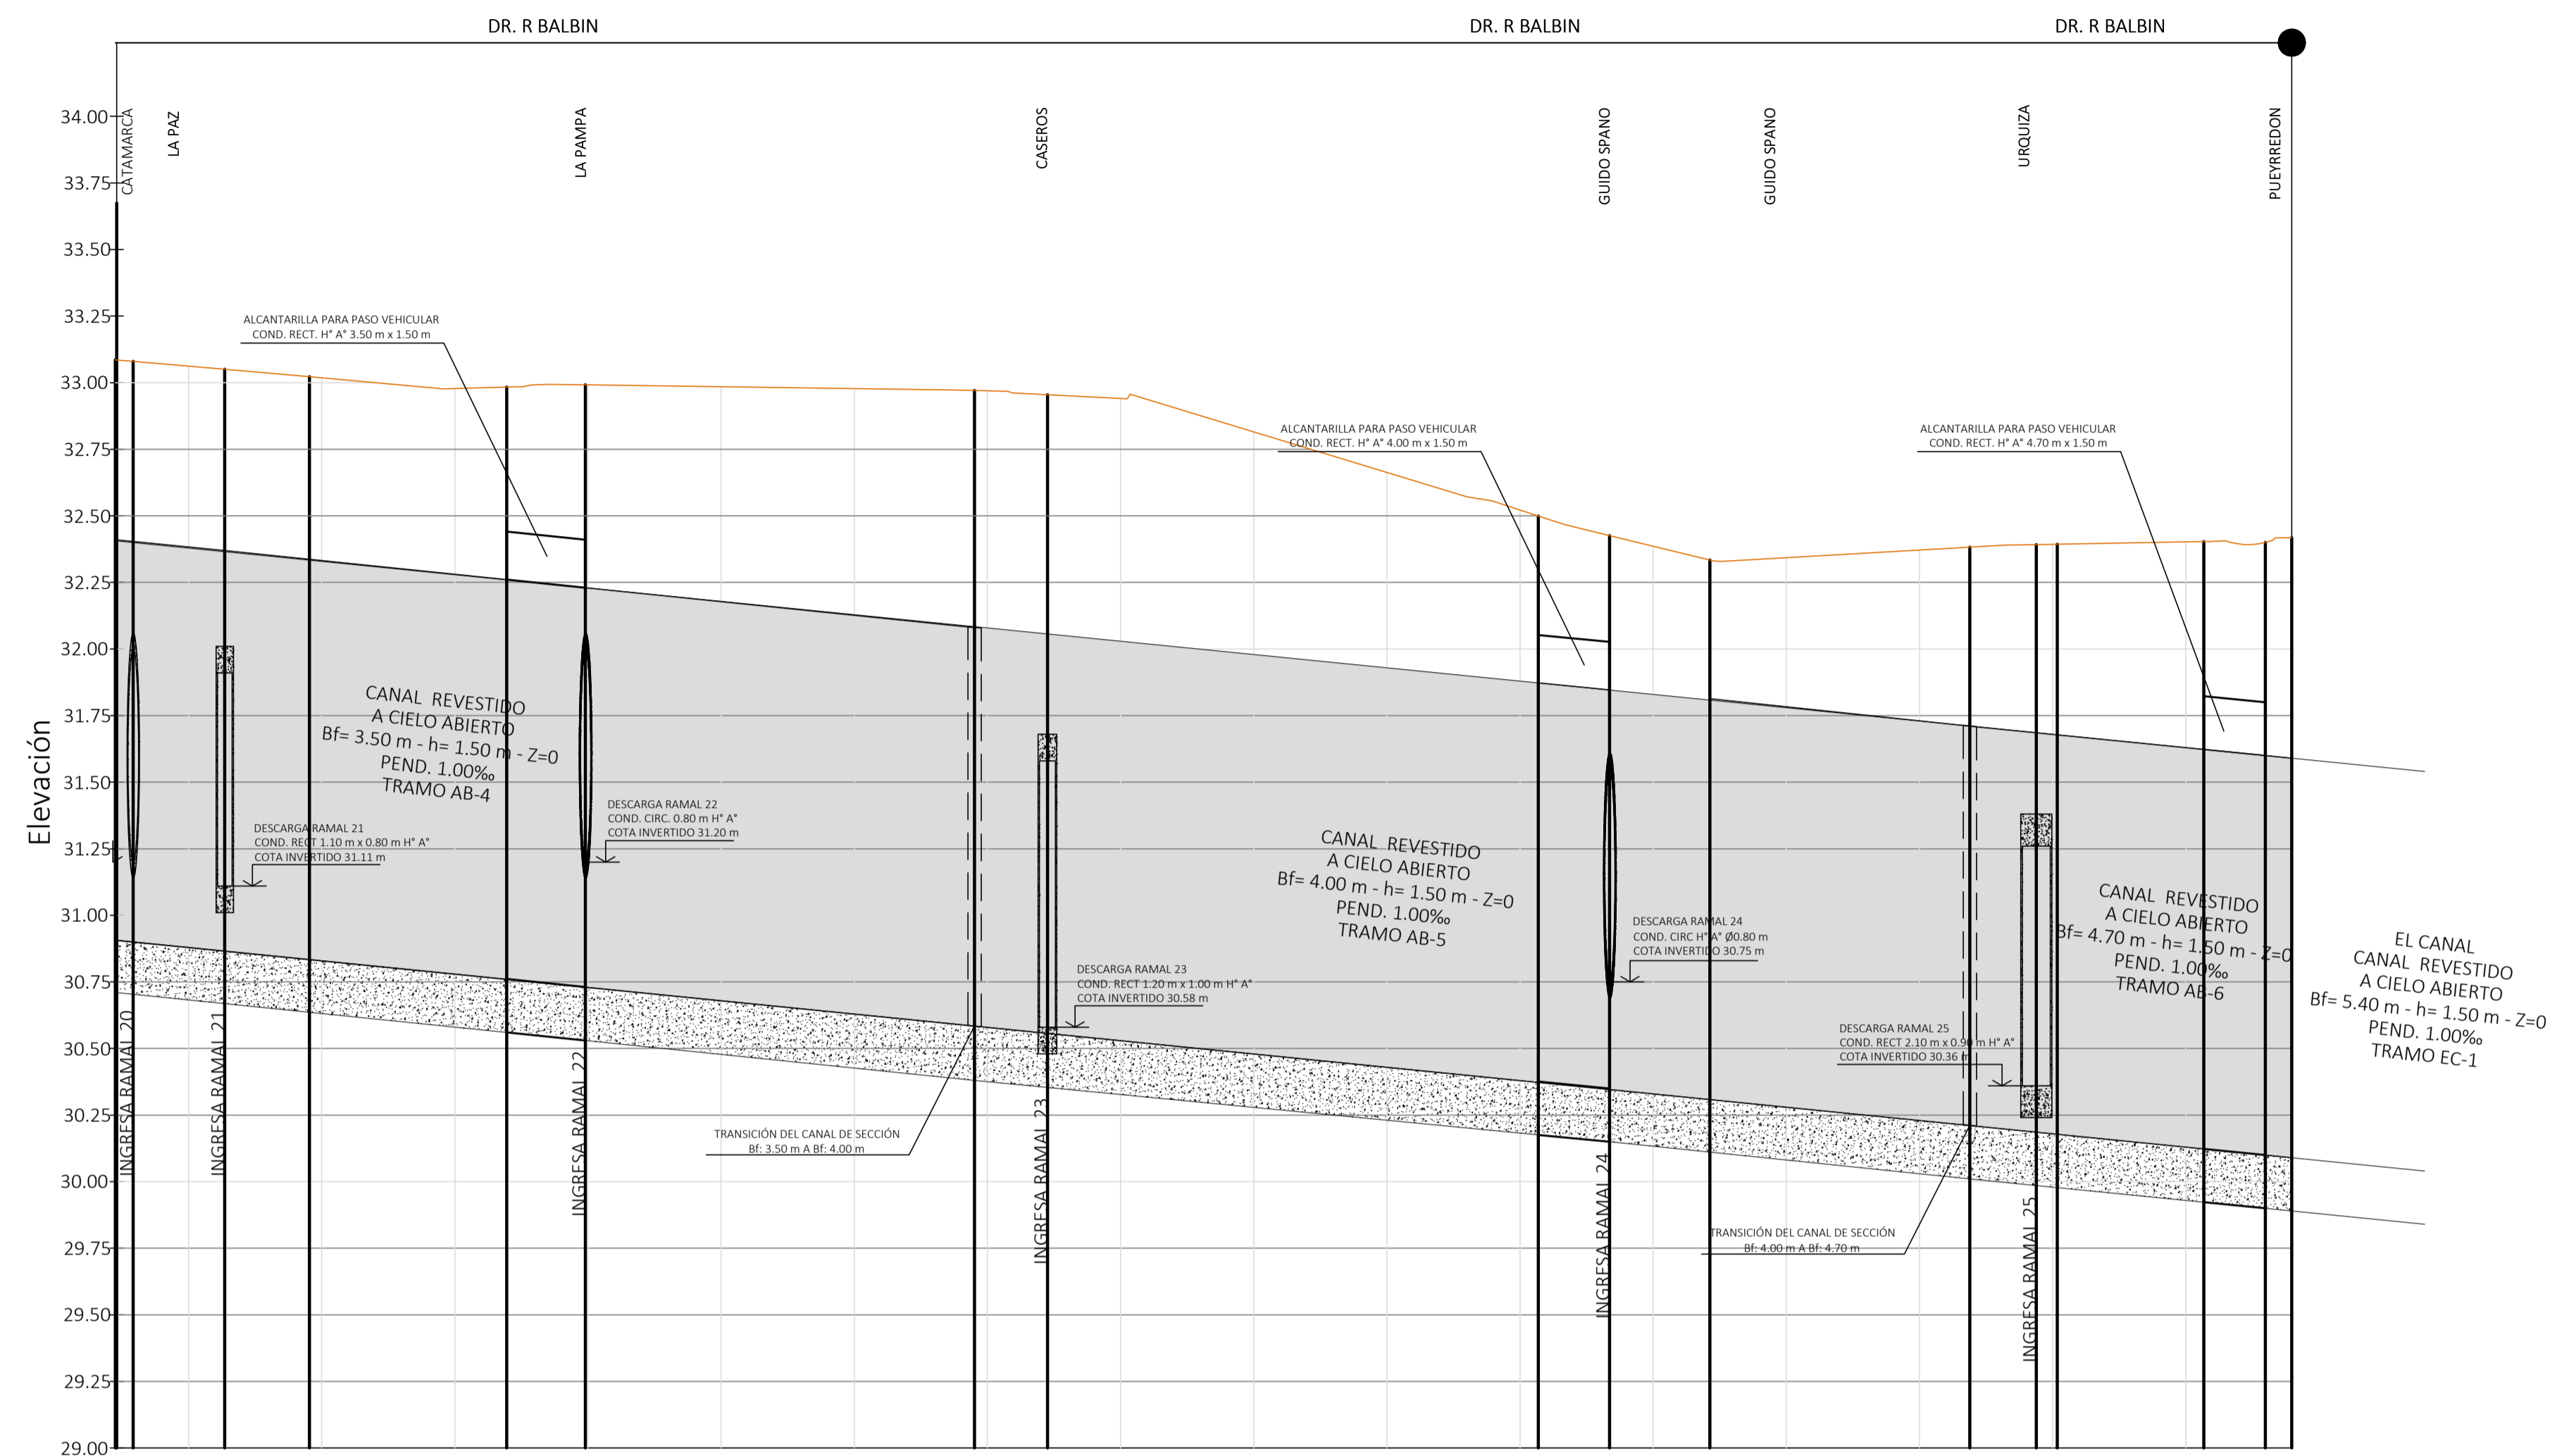 DR. R BALBIN
DR. R BALBIN
DR. R BALBIN
CATAMARCA
LA PAZ
LA PAMPA
CASEROS
GUIDO SPANO
GUIDO SPANO
URQUIZA
PUEYRREDON
Elevación
34.00
33.75
33.50
33.25
33.00
32.75
32.50
32.25
32.00
31.75
31.50
31.25
31.00
30.75
30.50
30.25
30.00
29.75
29.50
29.25
29.00
ALCANTARILLA PARA PASO VEHICULAR
COND. RECT. H° A° 3.50 m x 1.50 m
ALCANTARILLA PARA PASO VEHICULAR
COND. RECT. H° A° 4.00 m x 1.50 m
ALCANTARILLA PARA PASO VEHICULAR
COND. RECT. H° A° 4.70 m x 1.50 m
CANAL REVESTIDO
A CIELO ABIERTO
Bf= 3.50 m - h= 1.50 m - Z=0
PEND. 1.00‰
TRAMO AB-4
DESCARGA RAMAL 21
COND. RECT 1.10 m x 0.80 m H° A°
COTA INVERTIDO 31.11 m
DESCARGA RAMAL 22
COND. CIRC. 0.80 m H° A°
COTA INVERTIDO 31.20 m
CANAL REVESTIDO
A CIELO ABIERTO
Bf= 4.00 m - h= 1.50 m - Z=0
PEND. 1.00‰
TRAMO AB-5
DESCARGA RAMAL 23
COND. RECT 1.20 m x 1.00 m H° A°
COTA INVERTIDO 30.58 m
DESCARGA RAMAL 24
COND. CIRC H° A° Ø0.80 m
COTA INVERTIDO 30.75 m
CANAL REVESTIDO
A CIELO ABIERTO
Bf= 4.70 m - h= 1.50 m - Z=0
PEND. 1.00‰
TRAMO AB-6
EL CANAL
CANAL REVESTIDO
A CIELO ABIERTO
Bf= 5.40 m - h= 1.50 m - Z=0
PEND. 1.00‰
TRAMO EC-1
DESCARGA RAMAL 25
COND. RECT 2.10 m x 0.90 m H° A°
COTA INVERTIDO 30.36 m
TRANSICIÓN DEL CANAL DE SECCIÓN
Bf: 3.50 m A Bf: 4.00 m
TRANSICIÓN DEL CANAL DE SECCIÓN
Bf: 4.00 m A Bf: 4.70 m
INGRESA RAMAL 20
INGRESA RAMAL 21
INGRESA RAMAL 22
INGRESA RAMAL 23
INGRESA RAMAL 24
INGRESA RAMAL 25